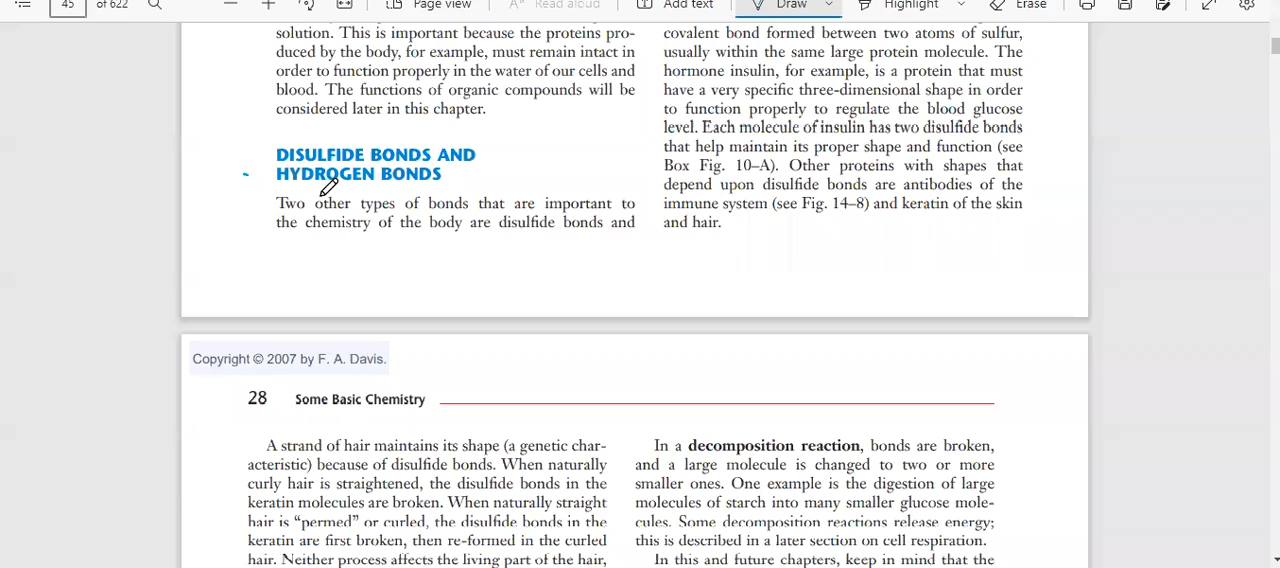 45 of 622
Page view
Read aloud
Add text
Draw
Highlight
Erase
solution. This is important because the proteins pro-
duced by the body, for example, must remain intact in
order to function properly in the water of our cells and
blood. The functions of organic compounds will be
considered later in this chapter.
DISULFIDE BONDS AND
HYDROGEN BONDS
Two other types of bonds that are important to
the chemistry of the body are disulfide bonds and
covalent bond formed between two atoms of sulfur,
usually within the same large protein molecule. The
hormone insulin, for example, is a protein that must
have a very specific three-dimensional shape in order
to function properly to regulate the blood glucose
level. Each molecule of insulin has two disulfide bonds
that help maintain its proper shape and function (see
Box Fig. 10–A). Other proteins with shapes that
depend upon disulfide bonds are antibodies of the
immune system (see Fig. 14–8) and keratin of the skin
and hair.
Copyright © 2007 by F. A. Davis.
28 Some Basic Chemistry
A strand of hair maintains its shape (a genetic char-
acteristic) because of disulfide bonds. When naturally
curly hair is straightened, the disulfide bonds in the
keratin molecules are broken. When naturally straight
hair is “permed” or curled, the disulfide bonds in the
keratin are first broken, then re-formed in the curled
hair. Neither process affects the living part of the hair,
In a decomposition reaction, bonds are broken,
and a large molecule is changed to two or more
smaller ones. One example is the digestion of large
molecules of starch into many smaller glucose mole-
cules. Some decomposition reactions release energy;
this is described in a later section on cell respiration.
In this and future chapters, keep in mind that the